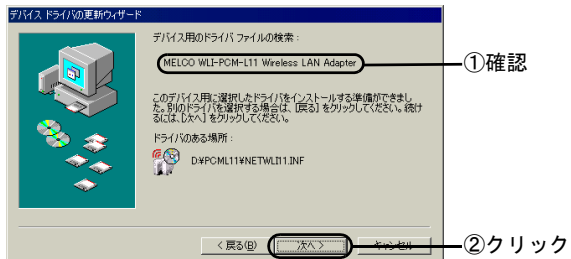 デバイス ドライバの更新ウィザード
デバイス用のドライバ ファイルの検索 :
MELCO WLI-PCM-L11 Wireless LAN Adapter
①確認
このデバイス用に選択したドライバをインストールする準備ができまし
た。別のドライバを選択する場合は、[戻る] をクリックしてください。続け
るには、[次へ] をクリックしてください。
ドライバのある場所 :
D:¥PCML11¥NETWLI11.INF
< 戻る(B)
次へ >
キャンセル
②クリック